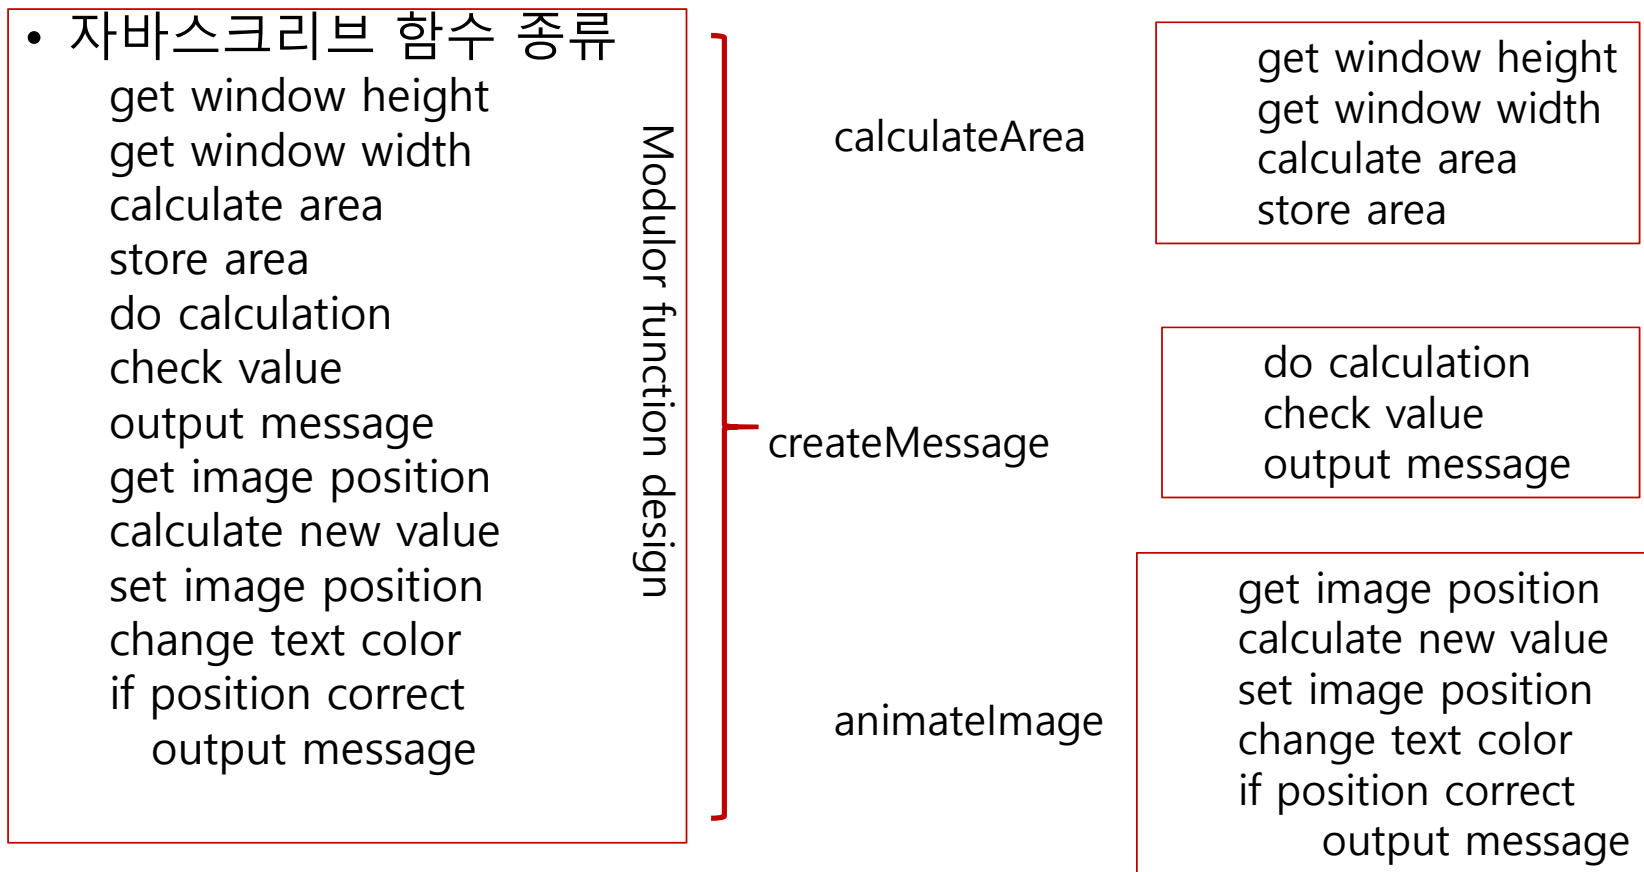 • 자바스크리브 함수 종류
get window height
get window width
calculate area
store area
do calculation
check value
output message
get image position
calculate new value
set image position
change text color
if position correct
output message
Modulor function design
calculateArea
get window height
get window width
calculate area
store area
createMessage
do calculation
check value
output message
animateImage
get image position
calculate new value
set image position
change text color
if position correct
output message